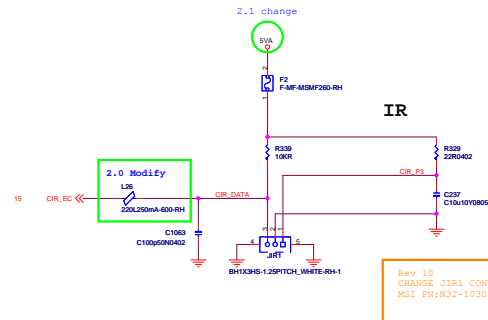 2.1 change
5VA
2
F2
F-MF-MSMF260-RH
1
IR
R339
10KR
R329
22R0402
2.0 Modify
CIR_P3
L26
15
CIR_EC
CIR_DATA
220L250mA-600-RH
C237
C10u10Y0805
C1063
C100p50N0402
3
2
1
4
5
JIR1
BH1X3HS-1.25PITCH_WHITE-RH-1
Rev 10
CHANGE JIR1 CON
MSI PN:N32-1030